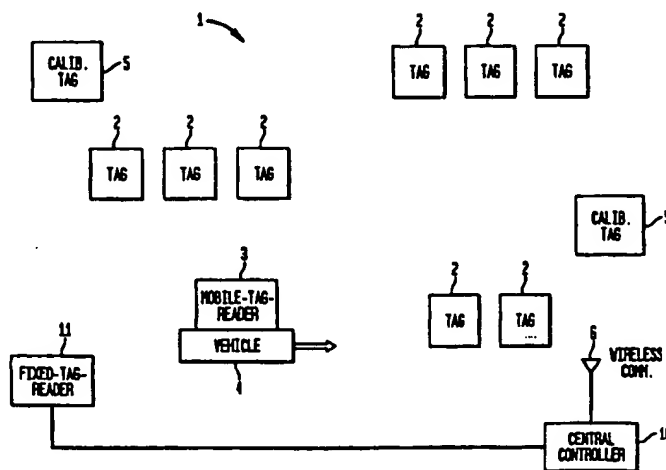 1
2 2 2
CALIB. TAG
5
TAG TAG TAG
2 2 2
TAG TAG TAG
CALIB. TAG
5
3
MOBILE-TAG-READER
VEHICLE
4
2 2
TAG TAG
11
FIXED-TAG-READER
6
WIRELESS COMM.
CENTRAL CONTROLLER